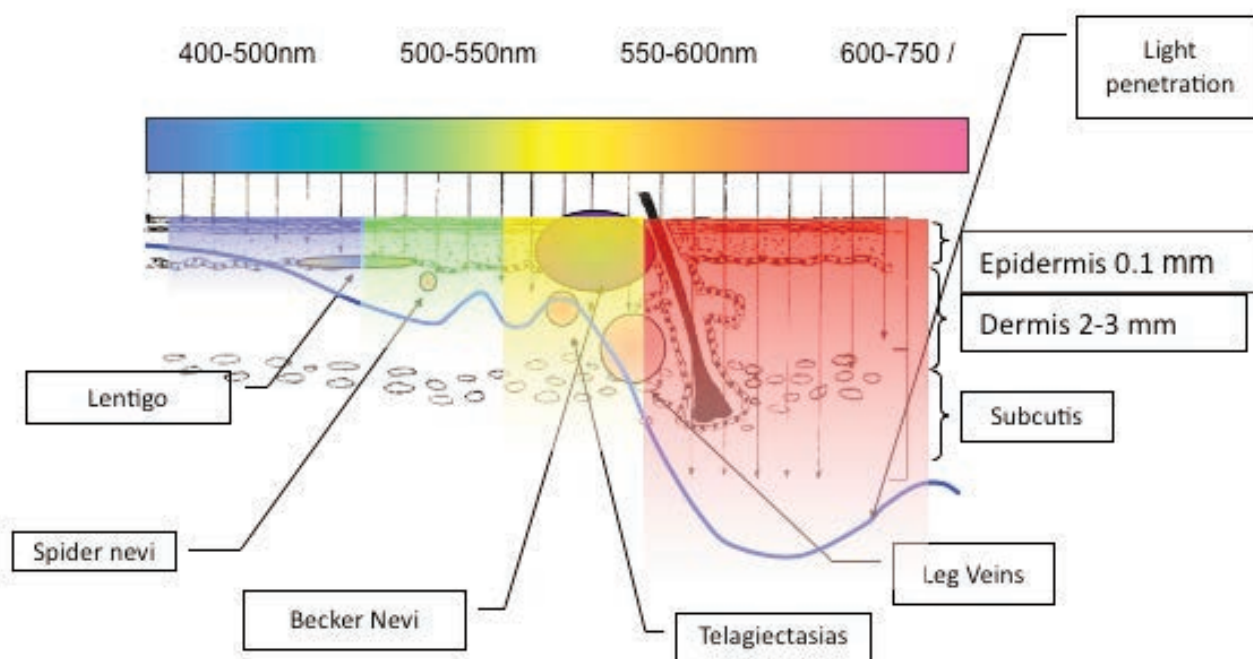 400-500nm 500-550nm 550-600nm 600-750 /
Light
penetration
Epidermis 0.1 mm
Dermis 2-3 mm
Lentigo
Subcutis
Spider nevi
Leg Veins
Becker Nevi
Telagiectasias